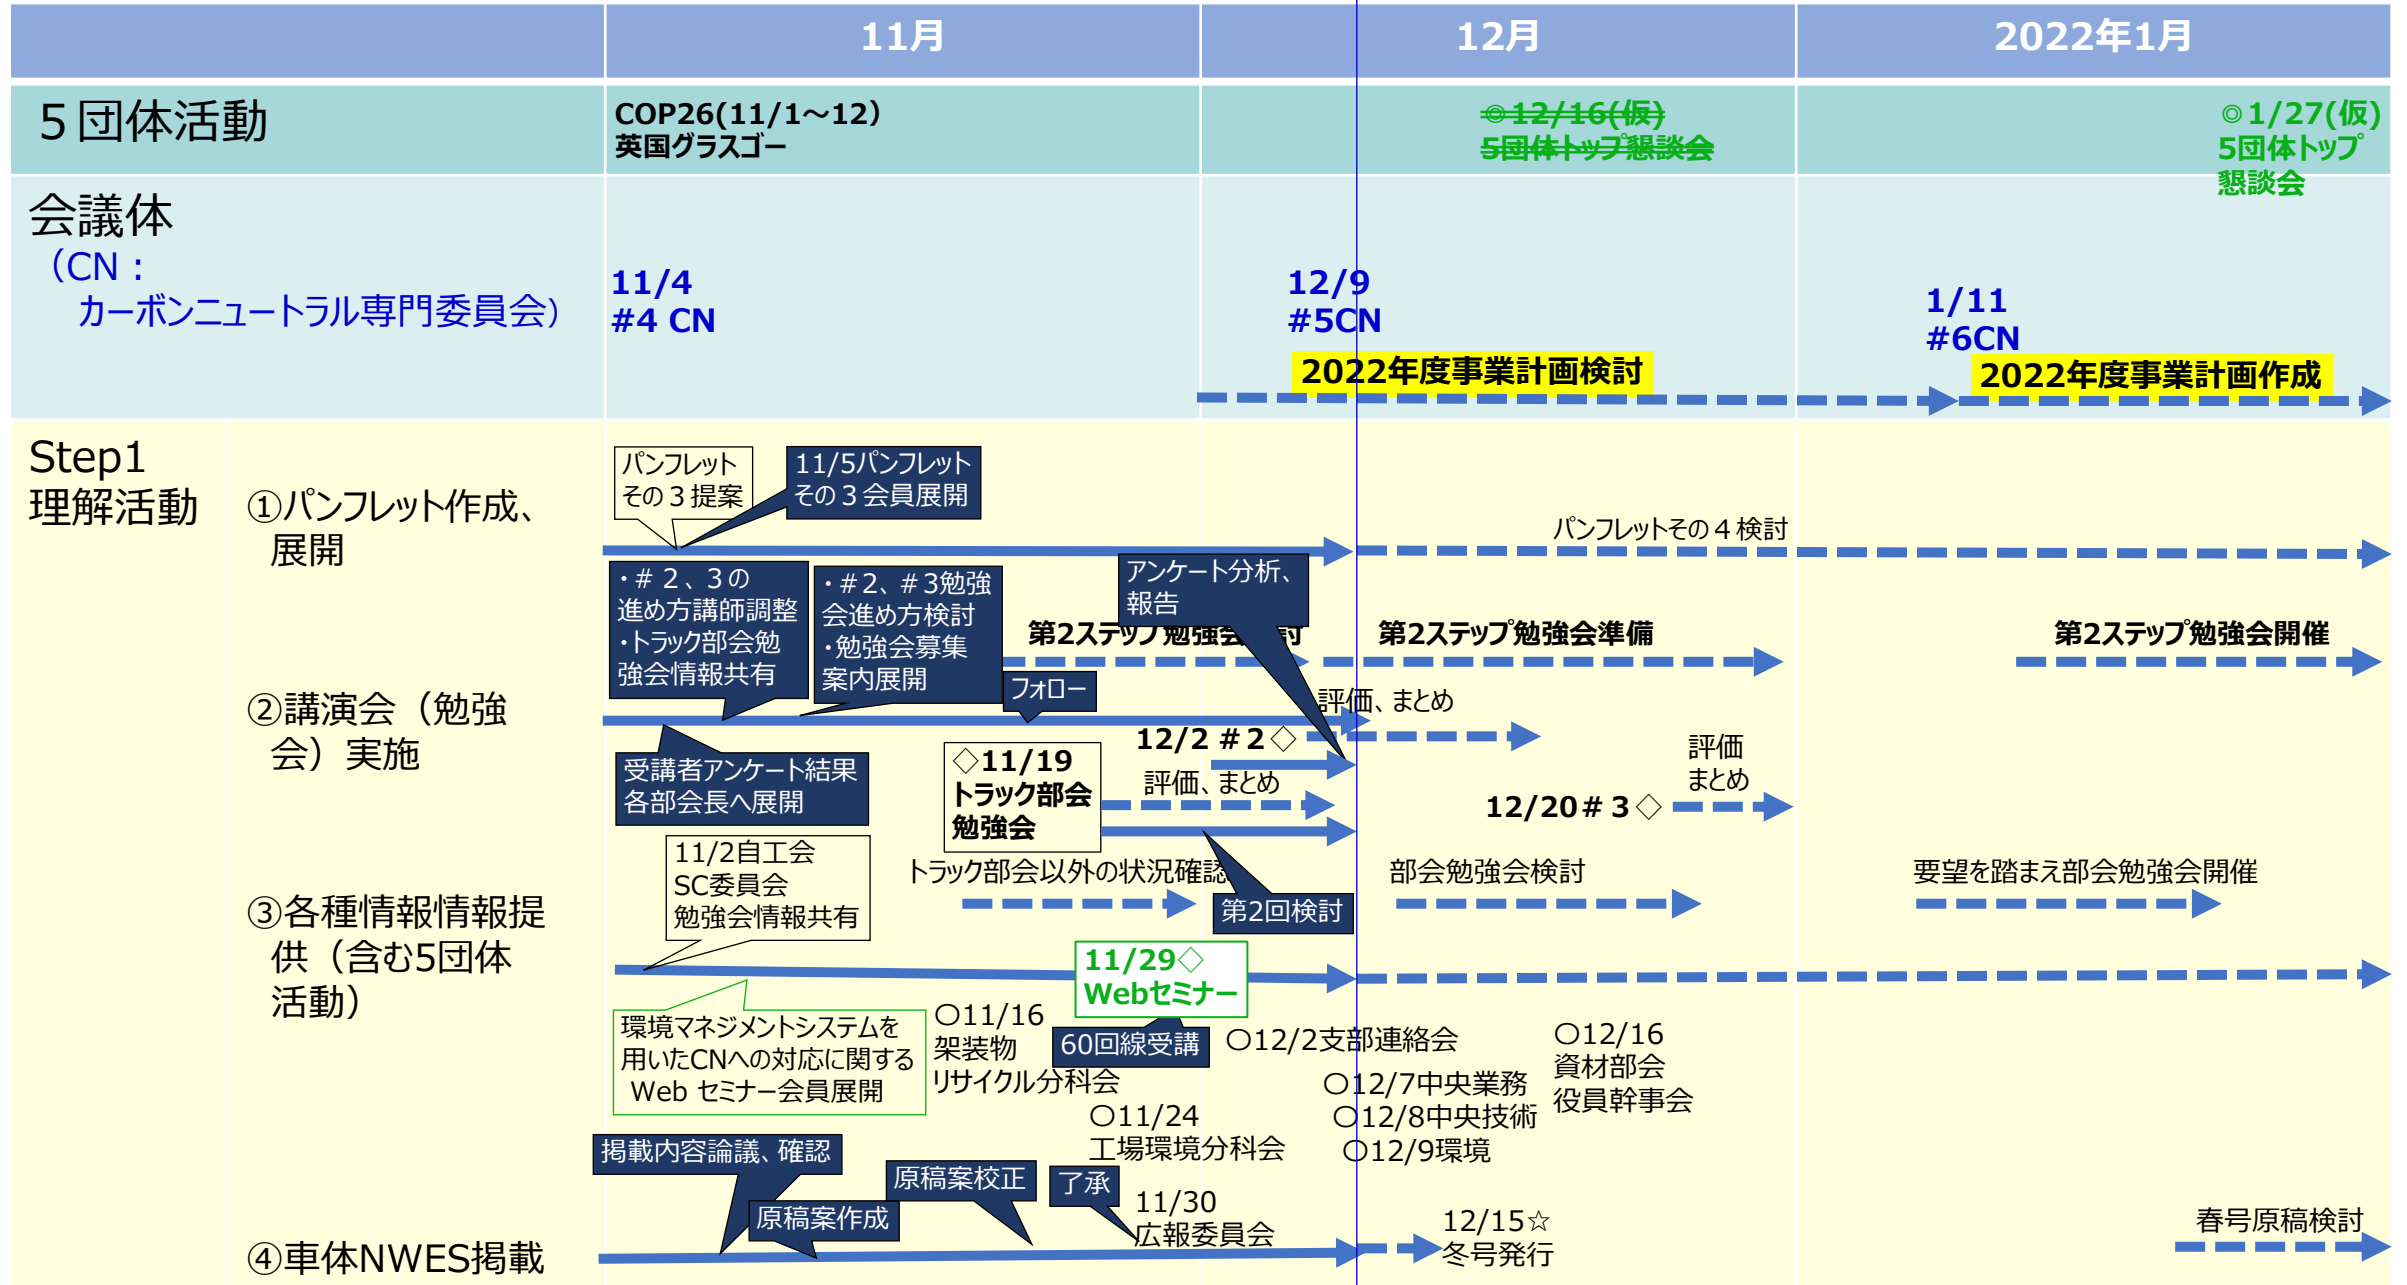 11月
12月
2022年1月
５団体活動
COP26(11/1～12）
英国グラスゴー
◎12/16(仮)
5団体トップ懇談会
◎1/27(仮)
5団体トップ
懇談会
会議体
（CN：
カーボンニュートラル専門委員会）
11/4
#4 CN
12/9
#5CN
1/11
#6CN
2022年度事業計画検討
2022年度事業計画作成
Step1
理解活動
①パンフレット作成、
展開
パンフレット
その３提案
11/5パンフレット
その３会員展開
パンフレットその４検討
②講演会（勉強
会）実施
・＃２、３の
進め方講師調整
・トラック部会勉
強会情報共有
・＃2、＃3勉強
会進め方検討
・勉強会募集
案内展開
フォロー
アンケート分析、
報告
第2ステップ勉強会 討
第2ステップ勉強会準備
第2ステップ勉強会開催
評価、まとめ
12/2 ＃2◇
受講者アンケート結果
各部会長へ展開
◇11/19
トラック部会
勉強会
評価、まとめ
評価
まとめ
12/20＃３◇
トラック部会以外の状況確認
第2回検討
部会勉強会検討
要望を踏まえ部会勉強会開催
③各種情報情報提
供（含む5団体
活動）
11/2自工会
SC委員会
勉強会情報共有
11/29◇
Webセミナー
60回線受講
環境マネジメントシステムを
用いたCNへの対応に関する
Web セミナー会員展開
〇11/16
架装物
リサイクル分科会
〇11/24
工場環境分科会
〇12/2支部連絡会
〇12/7中央業務
〇12/8中央技術
〇12/9環境
〇12/16
資材部会
役員幹事会
④車体NWES掲載
掲載内容論議、確認
原稿案作成
原稿案校正
了承
11/30
広報委員会
12/15☆
冬号発行
春号原稿検討